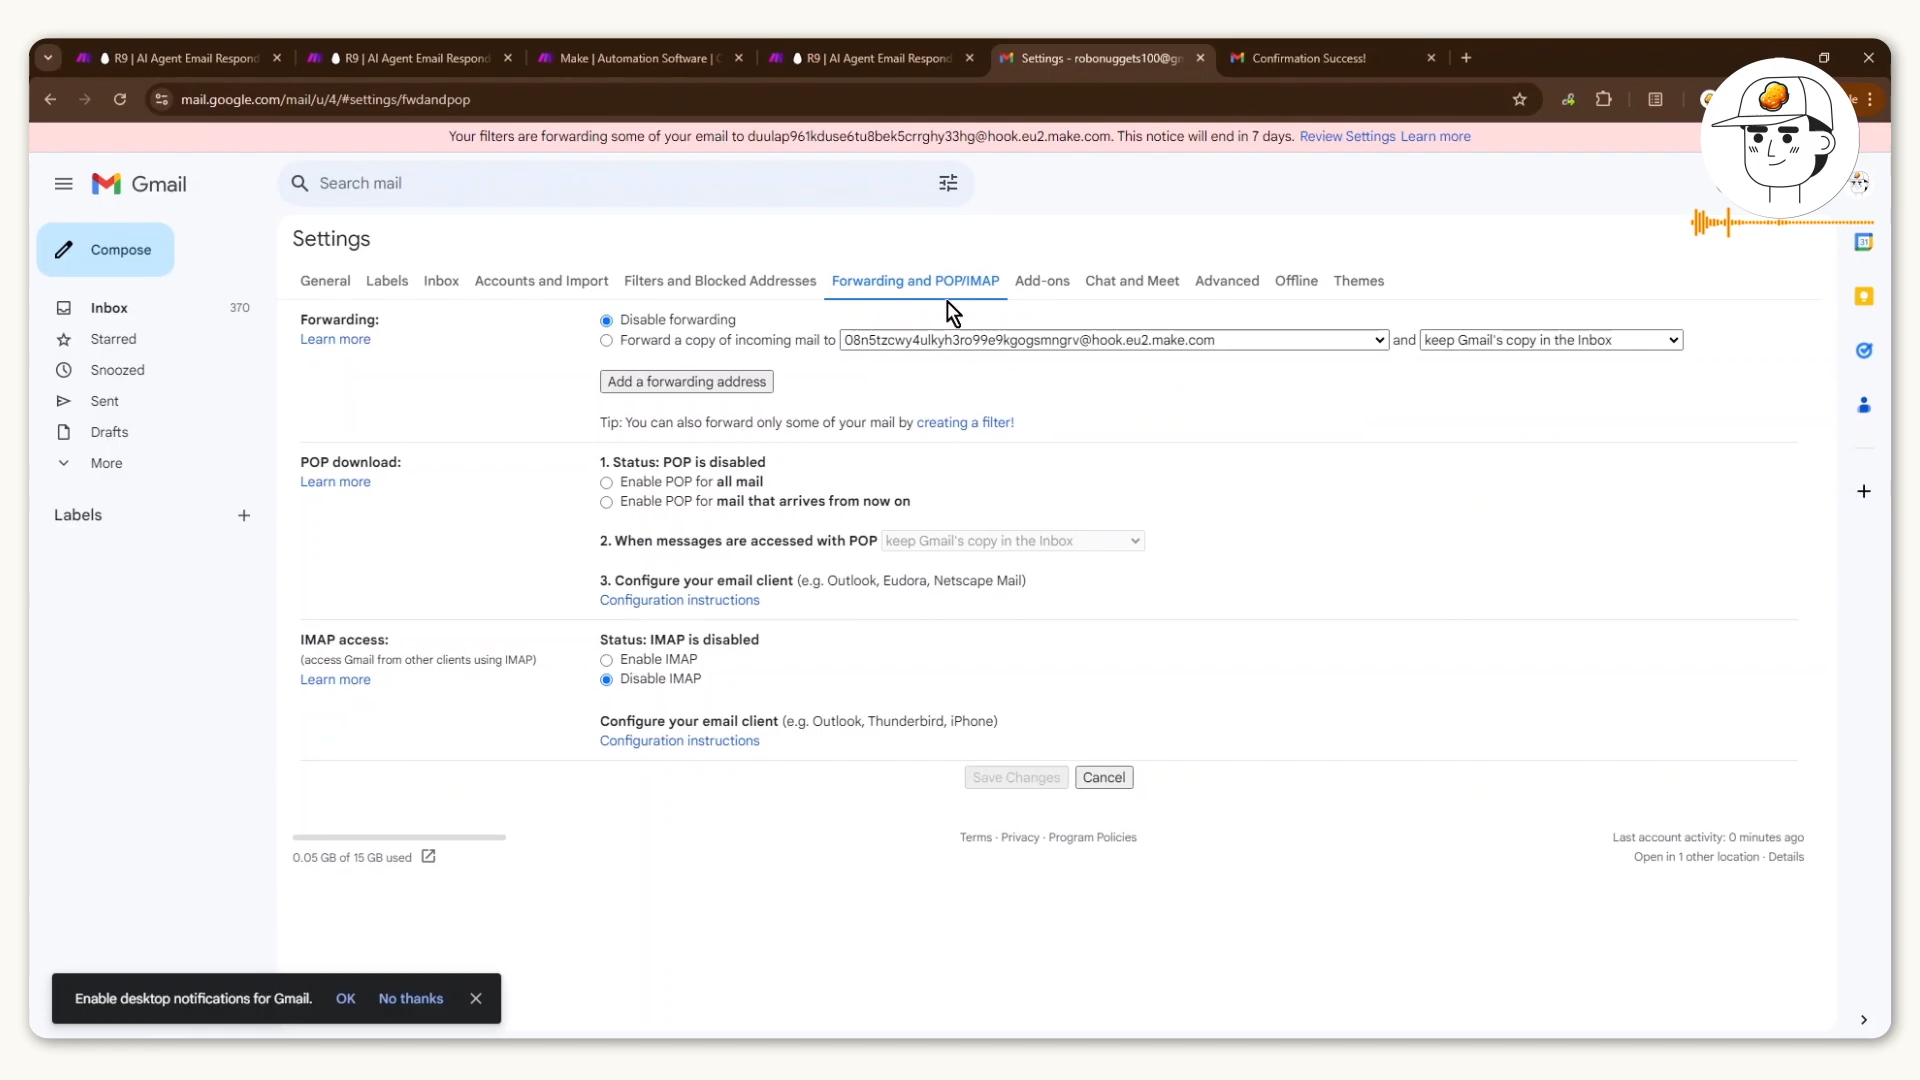 R9 | AI Agent Email Respond
R9 | AI Agent Email Respond
Make | Automation Software |
R9 | AI Agent Email Respond
Settings - robonuggets100@gm
Confirmation Success!
mail.google.com/mail/u/4/#settings/fwdandpop
Your filters are forwarding some of your email to duulap961kduse6tu8bek5crrghy33hg@hook.eu2.make.com. This notice will end in 7 days. Review Settings Learn more
Gmail
Search mail
Compose
Settings
General Labels Inbox Accounts and Import Filters and Blocked Addresses Forwarding and POP/IMAP Add-ons Chat and Meet Advanced Offline Themes
31
Inbox 370
Starred
Snoozed
Sent
Drafts
More
Labels
Forwarding:
Learn more
Disable forwarding
Forward a copy of incoming mail to 08n5tzcwy4ulkyh3ro99e9kgogsmngrv@hook.eu2.make.com and keep Gmail's copy in the Inbox
Add a forwarding address
Tip: You can also forward only some of your mail by creating a filter!
POP download:
Learn more
1. Status: POP is disabled
Enable POP for all mail
Enable POP for mail that arrives from now on
2. When messages are accessed with POP keep Gmail's copy in the Inbox
3. Configure your email client (e.g. Outlook, Eudora, Netscape Mail)
Configuration instructions
IMAP access:
(access Gmail from other clients using IMAP)
Learn more
Status: IMAP is disabled
Enable IMAP
Disable IMAP
Configure your email client (e.g. Outlook, Thunderbird, iPhone)
Configuration instructions
Save Changes Cancel
0.05 GB of 15 GB used
Terms · Privacy · Program Policies
Last account activity: 0 minutes ago
Open in 1 other location · Details
Enable desktop notifications for Gmail. OK No thanks